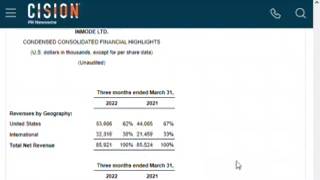 CISION
PR Newswire
INMODE LTD.
CONDENSED CONSOLIDATED FINANCIAL HIGHLIGHTS
(U.S. dollars in thousands, except for per share data)
(Unaudited)
Three months ended March 31,
2022 2021
Revenues by Geography:
United States 53,606 62% 44,065 67%
International 32,316 38% 21,459 33%
Total Net Revenue 85,921 100% 65,524 100%
Three months ended March 31,
2022 2021